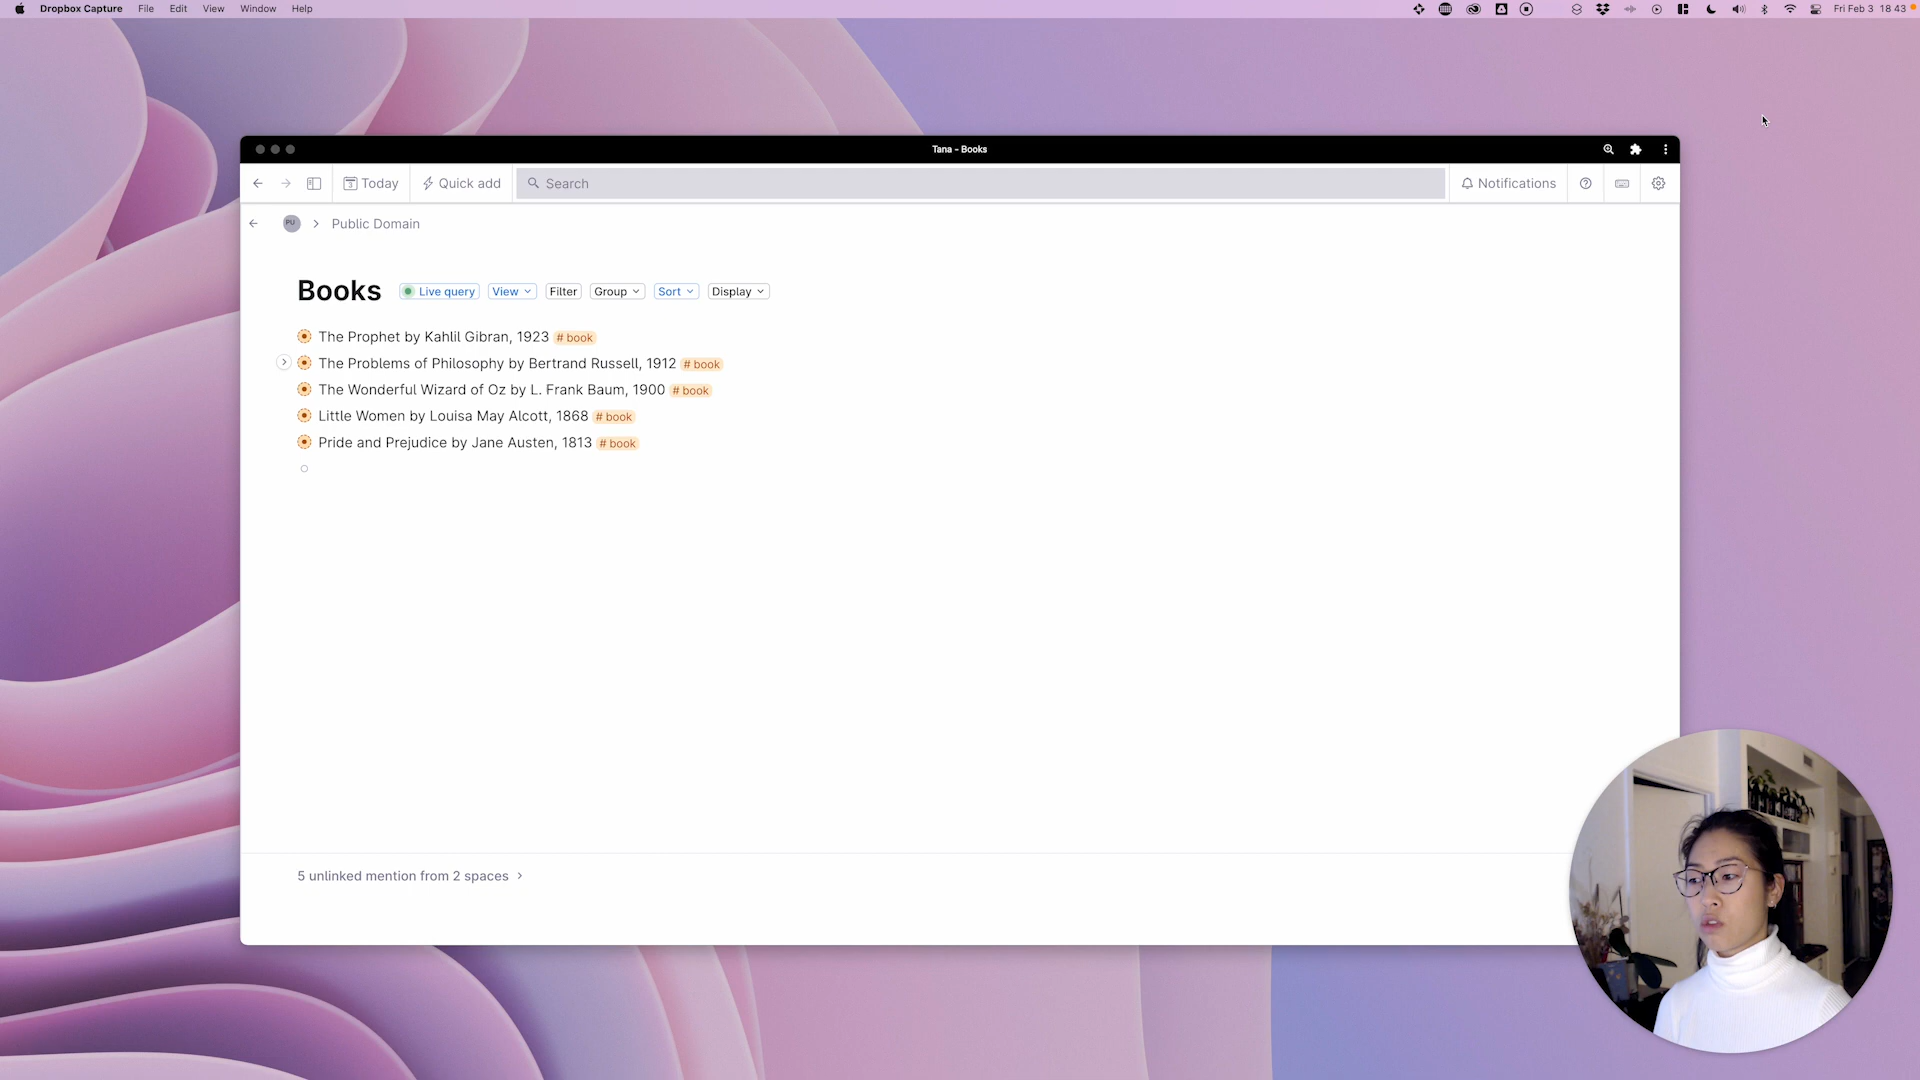 Dropbox Capture File Edit View Window Help Fri Feb 3 18 43
Tana - Books
Today Quick add Search Notifications
PU Public Domain
Books Live query View Filter Group Sort Display
The Prophet by Kahlil Gibran, 1923 # book
The Problems of Philosophy by Bertrand Russell, 1912 # book
The Wonderful Wizard of Oz by L. Frank Baum, 1900 # book
Little Women by Louisa May Alcott, 1868 # book
Pride and Prejudice by Jane Austen, 1813 # book
5 unlinked mention from 2 spaces